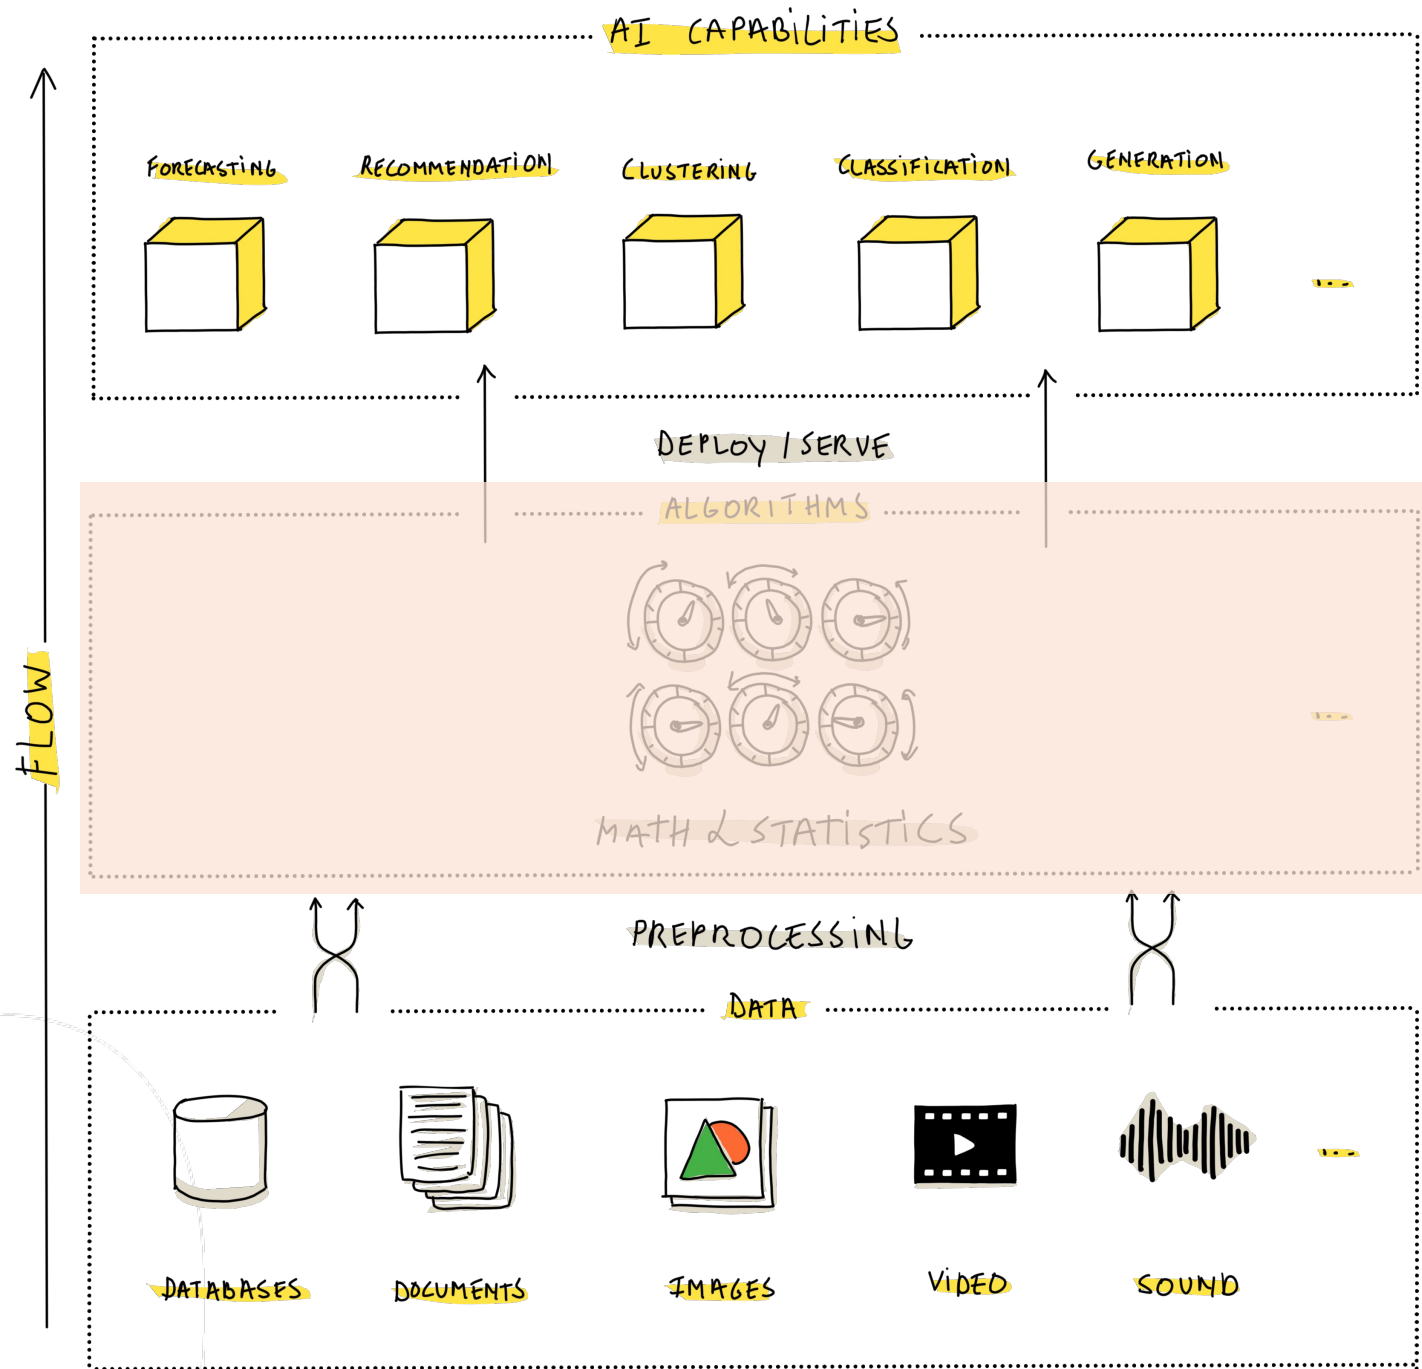 AI CAPABILITIES
FORECASTING
RECOMMENDATION
CLUSTERING
CLASSIFICATION
GENERATION
...
DEPLOY / SERVE
ALGORITHMS
...
MATH & STATISTICS
FLOW
PREPROCESSING
DATA
...
DATABASES
DOCUMENTS
IMAGES
VIDEO
SOUND